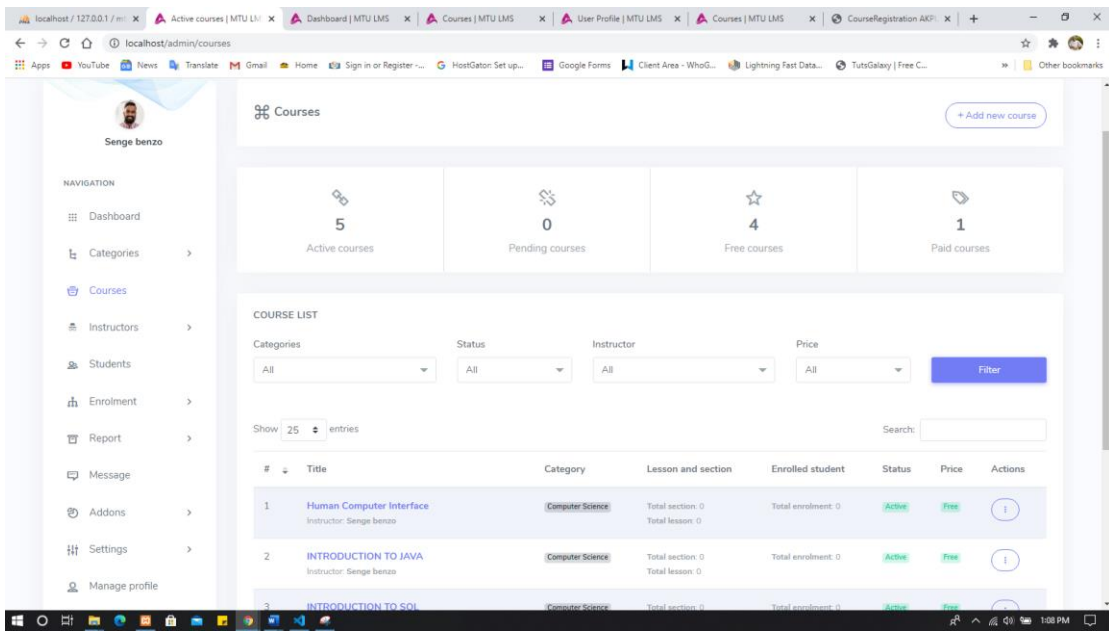 localhost / 127.0.0.1 / mt
Active courses | MTU LM
Dashboard | MTU LMS
Courses | MTU LMS
User Profile | MTU LMS
Courses | MTU LMS
CourseRegistration AKPL
localhost/admin/courses
Apps YouTube News Translate Gmail Home Sign in or Register -... HostGator: Set up... Google Forms Client Area - WhoG... Lightning Fast Data... TutsGalaxy | Free C... » Other bookmarks
Senge benzo
NAVIGATION
Dashboard
Categories
Courses
Instructors
Students
Enrolment
Report
Message
Addons
Settings
Manage profile
Courses
+ Add new course
5 0 4 1
Active courses Pending courses Free courses Paid courses
COURSE LIST
Categories Status Instructor Price
All All All All Filter
Show 25 entries Search:
# Title Category Lesson and section Enrolled student Status Price Actions
1 Human Computer Interface Computer Science Total section: 0 Total enrolment: 0 Active Free
Instructor: Senge benzo Total lesson: 0
2 INTRODUCTION TO JAVA Computer Science Total section: 0 Total enrolment: 0 Active Free
Instructor: Senge benzo Total lesson: 0
3 INTRODUCTION TO SQL Computer Science Total section: 0 Total enrolment: 0 Active Free
1:08 PM